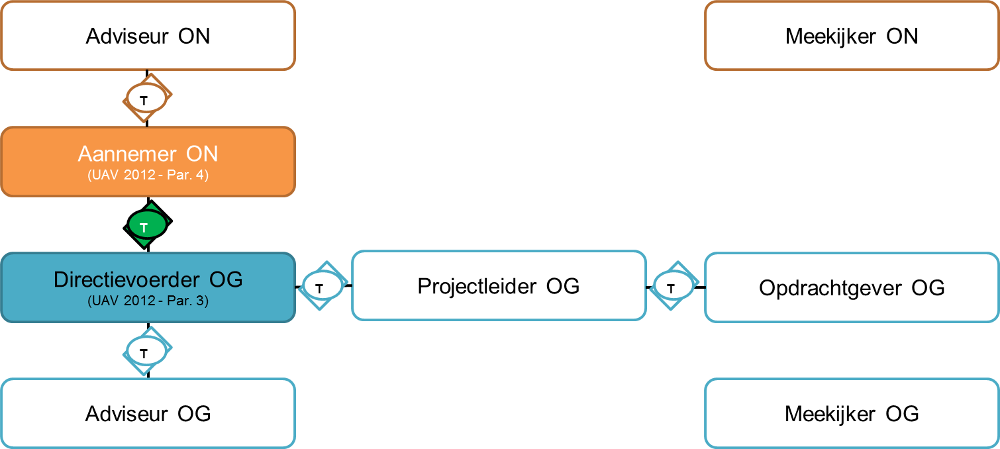 Adviseur ON
Meekijker ON
T
Aannemer ON
(UAV 2012 - Par. 4)
T
Directievoerder OG
(UAV 2012 - Par. 3)
T
Projectleider OG
T
Opdrachtgever OG
T
Adviseur OG
Meekijker OG